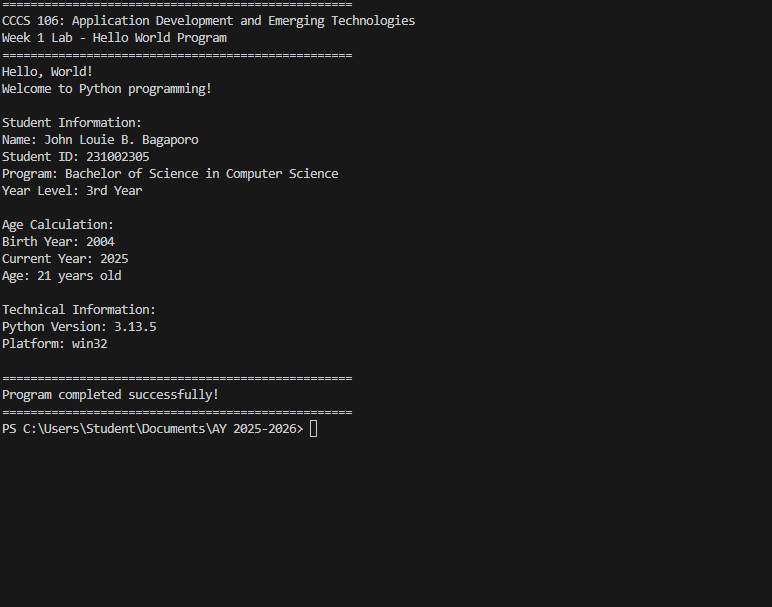 ==================================================
CCCS 106: Application Development and Emerging Technologies
Week 1 Lab - Hello World Program
==================================================
Hello, World!
Welcome to Python programming!
Student Information:
Name: John Louie B. Bagaporo
Student ID: 231002305
Program: Bachelor of Science in Computer Science
Year Level: 3rd Year
Age Calculation:
Birth Year: 2004
Current Year: 2025
Age: 21 years old
Technical Information:
Python Version: 3.13.5
Platform: win32
==================================================
Program completed successfully!
==================================================
PS C:\Users\Student\Documents\AY 2025-2026>